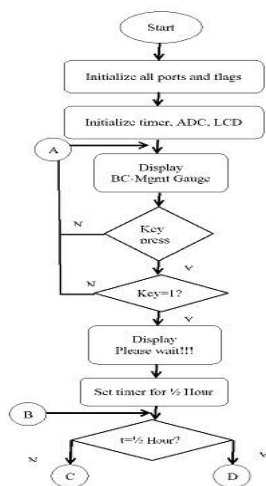 Start
Initialize all ports and flags
Initialize timer, ADC, LCD
A
Display
BC-Mgmt Gauge
N
Key
press
Y
N
Key=1?
Y
Display
Please wait!!!
Set timer for ½ Hour
B
t=½ Hour?
N
Y
C
D